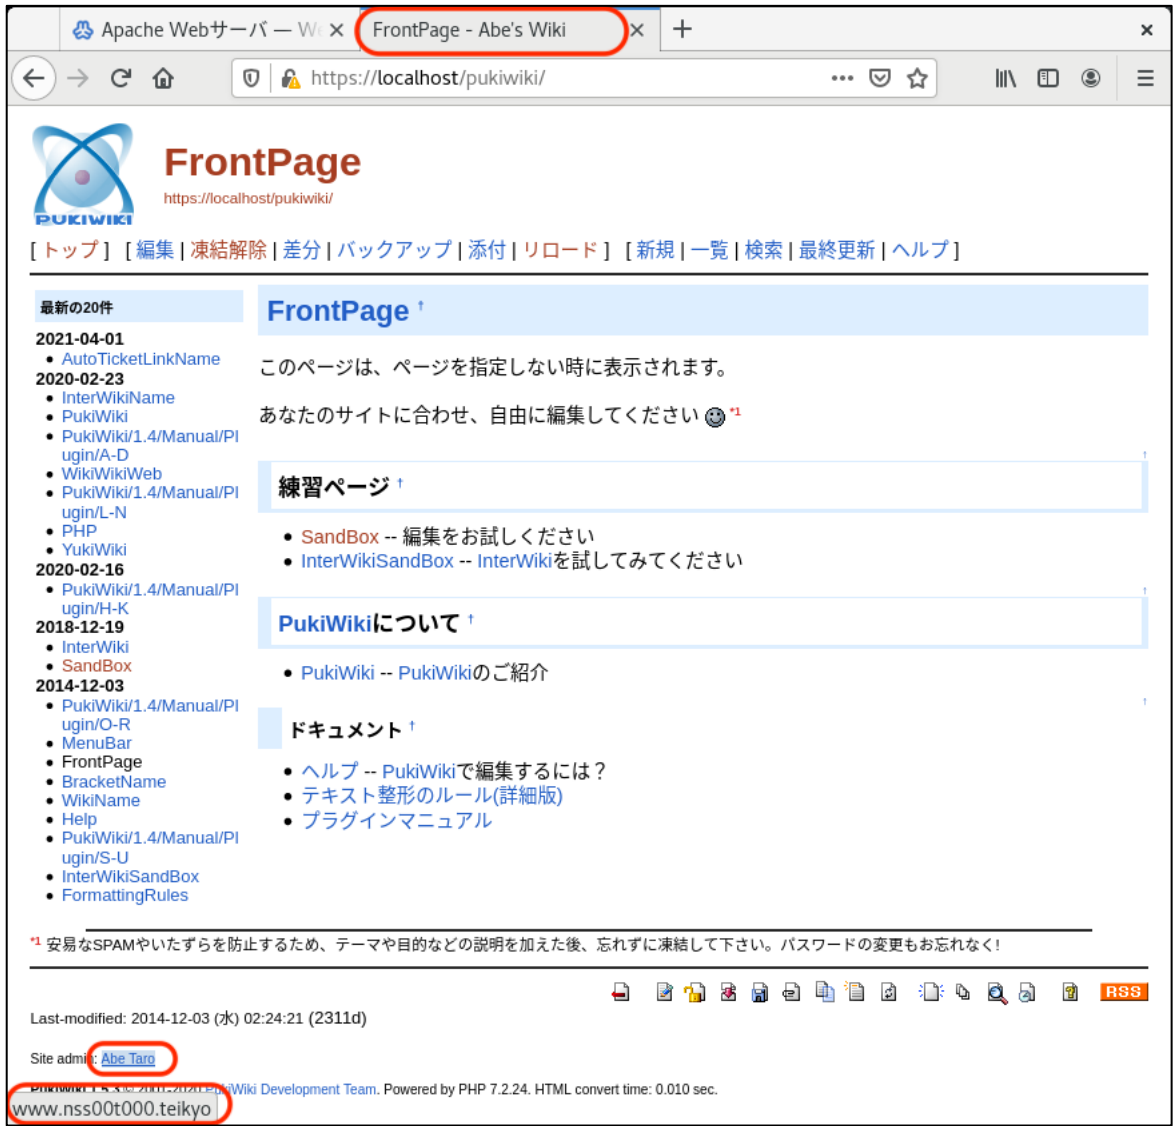 Apache Webサーバ — W
FrontPage - Abe's Wiki
https://localhost/pukiwiki/
PUKIWIKI
FrontPage
https://localhost/pukiwiki/
[ トップ ] [ 編集 | 凍結解除 | 差分 | バックアップ | 添付 | リロード ] [ 新規 | 一覧 | 検索 | 最終更新 | ヘルプ ]
最新の20件
2021-04-01
AutoTicketLinkName
2020-02-23
InterWikiName
PukiWiki
PukiWiki/1.4/Manual/Pl
ugin/A-D
WikiWikiWeb
PukiWiki/1.4/Manual/Pl
ugin/L-N
PHP
YukiWiki
2020-02-16
PukiWiki/1.4/Manual/Pl
ugin/H-K
2018-12-19
InterWiki
SandBox
2014-12-03
PukiWiki/1.4/Manual/Pl
ugin/O-R
MenuBar
FrontPage
BracketName
WikiName
Help
PukiWiki/1.4/Manual/Pl
ugin/S-U
InterWikiSandBox
FormattingRules
FrontPage †
このページは、ページを指定しない時に表示されます。
あなたのサイトに合わせ、自由に編集してください *1
↑
練習ページ †
SandBox -- 編集をお試しください
InterWikiSandBox -- InterWikiを試してみてください
↑
PukiWikiについて †
PukiWiki -- PukiWikiのご紹介
↑
ドキュメント †
ヘルプ -- PukiWikiで編集するには？
テキスト整形のルール(詳細版)
プラグインマニュアル
*1 安易なSPAMやいたずらを防止するため、テーマや目的などの説明を加えた後、忘れずに凍結して下さい。パスワードの変更もお忘れなく!
RSS
Last-modified: 2014-12-03 (水) 02:24:21 (2311d)
Site admin: Abe Taro
PukiWiki 1.5.3 © 2001-2020 PukiWiki Development Team. Powered by PHP 7.2.24. HTML convert time: 0.010 sec.
www.nss00t000.teikyo